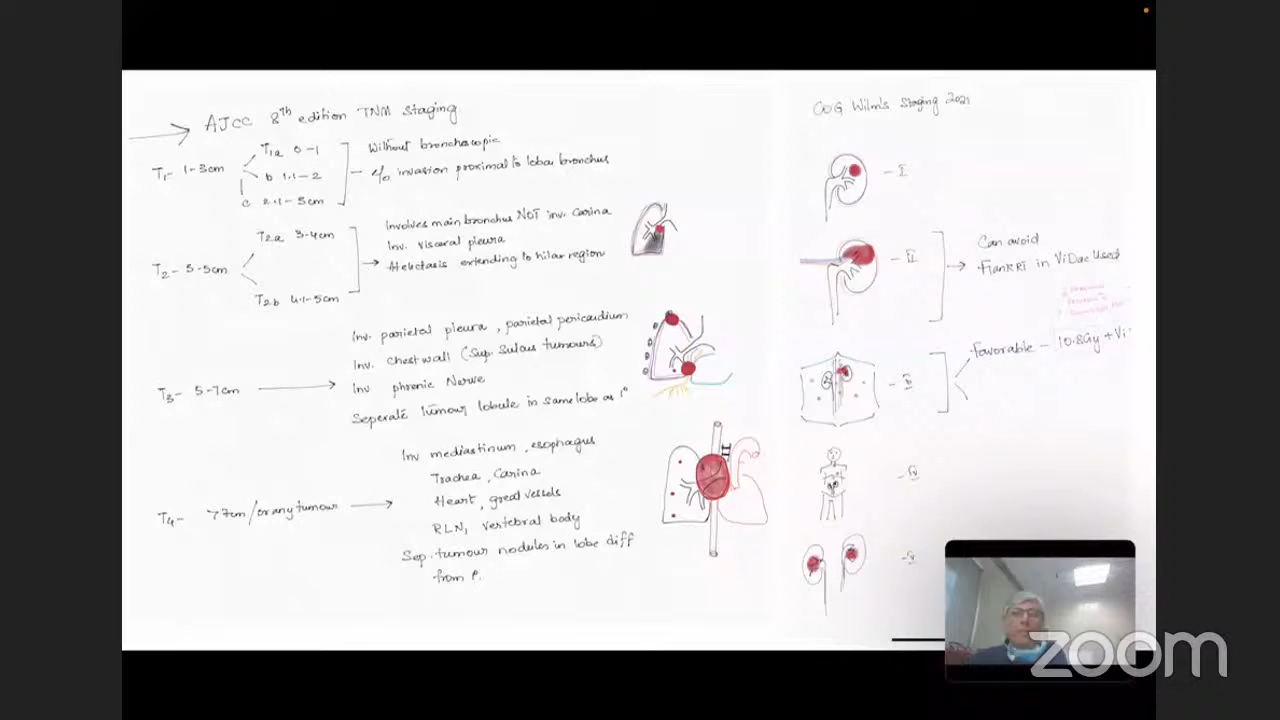 AJCC 8th edition TNM staging
T1- 1-3cm
T1a 0-1
b 1.1-2
c 2.1-3cm
Without bronchoscopic
e/o invasion proximal to lobar bronchus
T2- 3-5cm
T2a 3-4cm
T2b 4.1-5cm
Involves main bronchus NOT inv. Carina
Inv. visceral pleura
Atelectasis extending to hilar region
T3- 5-7cm
Inv. parietal pleura, parietal pericardium
Inv. Chest wall (Sup. Sulcus tumours)
Inv. phrenic Nerve
Seperate tumour lobule in same lobe as 1°
T4- >7cm/or any tumour
Inv mediastinum, esophagus
Trachea, Carina
Heart, great vessels
RLN, vertebral body
Sep. tumour nodules in lobe diff
from P.
COG Wilm's Staging 2021
- I
- II
Can avoid
FlankRT in ViDac Used
- III
Favorable - 10.8Gy + Vi
- IV
- V
zoom